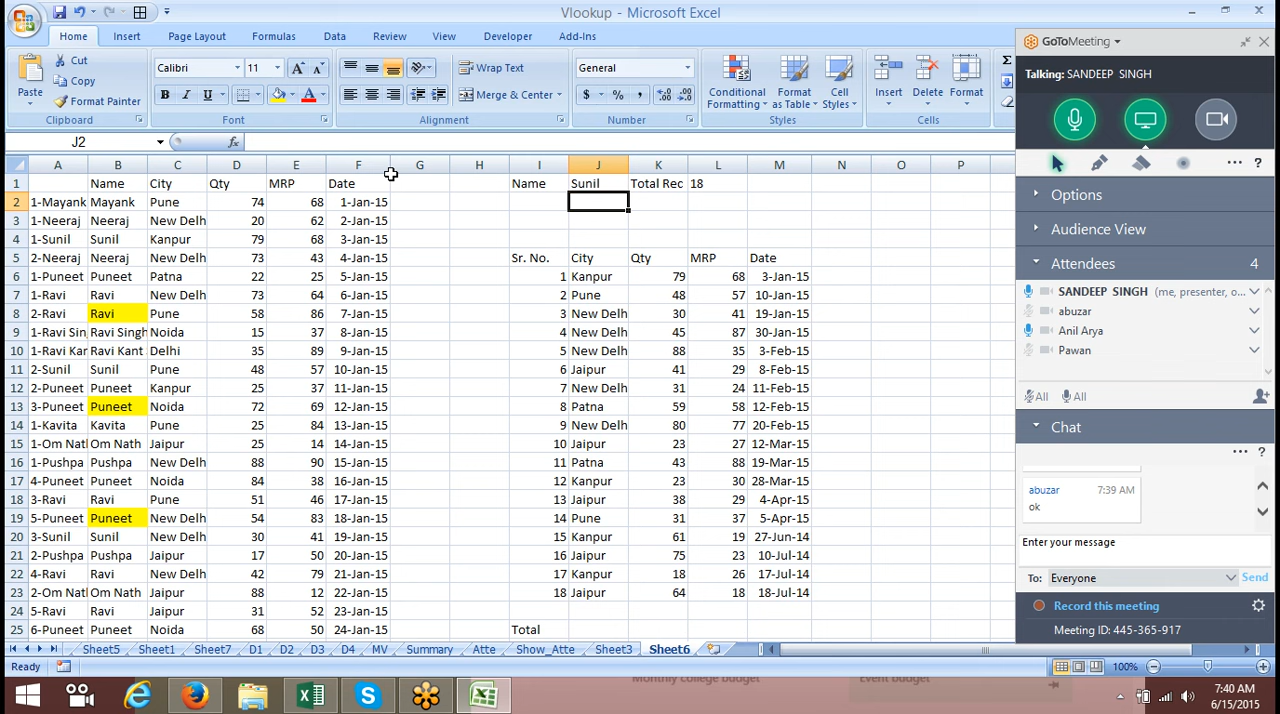 Vlookup - Microsoft Excel
Home Insert Page Layout Formulas Data Review View Developer Add-Ins
Paste Cut Copy Format Painter Clipboard
Calibri 11 B I U A Font
Wrap Text Merge & Center Alignment
General $ % , Number
Conditional Formatting Format as Table Cell Styles Styles
Insert Delete Format Cells
J2 fx
A B C D E F G H I J K L M N O P
1 Name City Qty MRP Date Name Sunil Total Rec 18
2 1-Mayank Mayank Pune 74 68 1-Jan-15
3 1-Neeraj Neeraj New Delh 20 62 2-Jan-15
4 1-Sunil Sunil Kanpur 79 68 3-Jan-15
5 2-Neeraj Neeraj New Delh 73 43 4-Jan-15 Sr. No. City Qty MRP Date
6 1-Puneet Puneet Patna 22 25 5-Jan-15 1 Kanpur 79 68 3-Jan-15
7 1-Ravi Ravi New Delh 73 64 6-Jan-15 2 Pune 48 57 10-Jan-15
8 2-Ravi Ravi Pune 58 86 7-Jan-15 3 New Delh 30 41 19-Jan-15
9 1-Ravi Sin Ravi Singh Noida 15 37 8-Jan-15 4 New Delh 45 87 30-Jan-15
10 1-Ravi Kar Ravi Kant Delhi 35 89 9-Jan-15 5 New Delh 88 35 3-Feb-15
11 2-Sunil Sunil Pune 48 57 10-Jan-15 6 Jaipur 41 29 8-Feb-15
12 2-Puneet Puneet Kanpur 25 37 11-Jan-15 7 New Delh 31 24 11-Feb-15
13 3-Puneet Puneet Noida 72 69 12-Jan-15 8 Patna 59 58 12-Feb-15
14 1-Kavita Kavita Pune 25 84 13-Jan-15 9 New Delh 80 77 20-Feb-15
15 1-Om Natl Om Nath Jaipur 25 14 14-Jan-15 10 Jaipur 23 27 12-Mar-15
16 1-Pushpa Pushpa New Delh 88 90 15-Jan-15 11 Patna 43 88 19-Mar-15
17 4-Puneet Puneet Noida 84 38 16-Jan-15 12 Kanpur 23 30 28-Mar-15
18 3-Ravi Ravi Pune 51 46 17-Jan-15 13 Jaipur 38 29 4-Apr-15
19 5-Puneet Puneet New Delh 54 83 18-Jan-15 14 Pune 31 37 5-Apr-15
20 3-Sunil Sunil New Delh 30 41 19-Jan-15 15 Kanpur 61 19 27-Jun-14
21 2-Pushpa Pushpa Jaipur 17 50 20-Jan-15 16 Jaipur 75 23 10-Jul-14
22 4-Ravi Ravi New Delh 42 79 21-Jan-15 17 Kanpur 18 26 17-Jul-14
23 2-Om Natl Om Nath Jaipur 88 12 22-Jan-15 18 Jaipur 64 18 18-Jul-14
24 5-Ravi Ravi Jaipur 31 52 23-Jan-15
25 6-Puneet Puneet Noida 68 50 24-Jan-15 Total
Sheet5 Sheet1 Sheet7 D1 D2 D3 D4 MV Summary Atte Show_Atte Sheet3 Sheet6
Ready 100%
Monthly college budget Event budget
GoToMeeting
Talking: SANDEEP SINGH
?
Options
Audience View
Attendees 4
SANDEEP SINGH (me, presenter, o...
abuzar
Anil Arya
Pawan
All All
Chat
?
abuzar 7:39 AM
ok
Enter your message
To: Everyone Send
Record this meeting
Meeting ID: 445-365-917
7:40 AM
6/15/2015